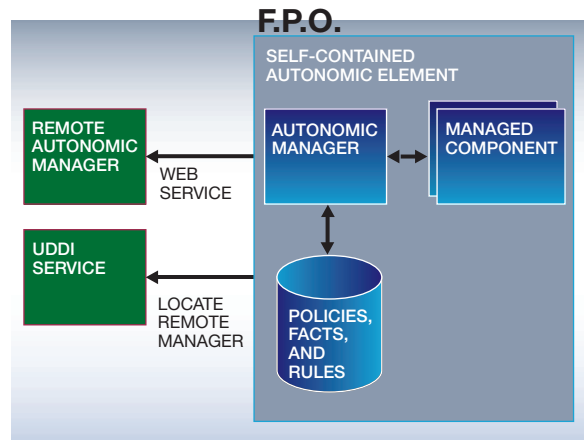 F.P.O.
SELF-CONTAINED
AUTONOMIC ELEMENT
REMOTE
AUTONOMIC
MANAGER
WEB
SERVICE
AUTONOMIC
MANAGER
MANAGED
COMPONENT
UDDI
SERVICE
LOCATE
REMOTE
MANAGER
POLICIES,
FACTS,
AND
RULES